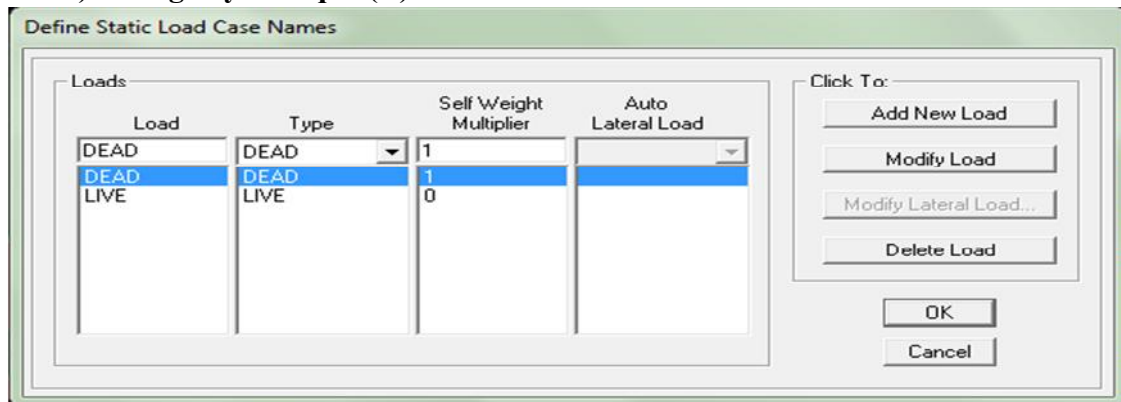 Define Static Load Case Names
Loads
Load Type Self Weight Multiplier Auto Lateral Load
DEAD DEAD 1
DEAD DEAD 1
LIVE LIVE 0
Click To:
Add New Load
Modify Load
Modify Lateral Load...
Delete Load
OK
Cancel